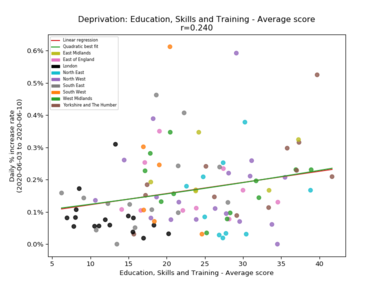 Deprivation: Education, Skills and Training - Average score
r=0.240
Daily % increase rate
(2020-06-03 to 2020-06-10)
0.6%
0.5%
0.4%
0.3%
0.2%
0.1%
0.0%
Linear regression
Quadratic best fit
East Midlands
East of England
London
North East
North West
South East
South West
West Midlands
Yorkshire and The Humber
5
10
15
20
25
30
35
40
Education, Skills and Training - Average score